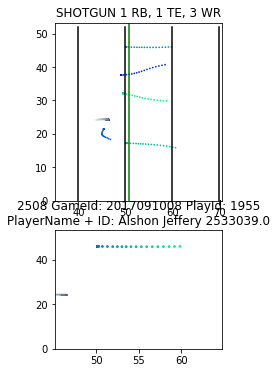 SHOTGUN 1 RB, 1 TE, 3 WR
50
40
30
20
10
0
40 50 60 70
2508 GameId: 2017091008 PlayId: 1955
PlayerName + ID: Alshon Jeffery 2533039.0
40
20
0
50 55 60